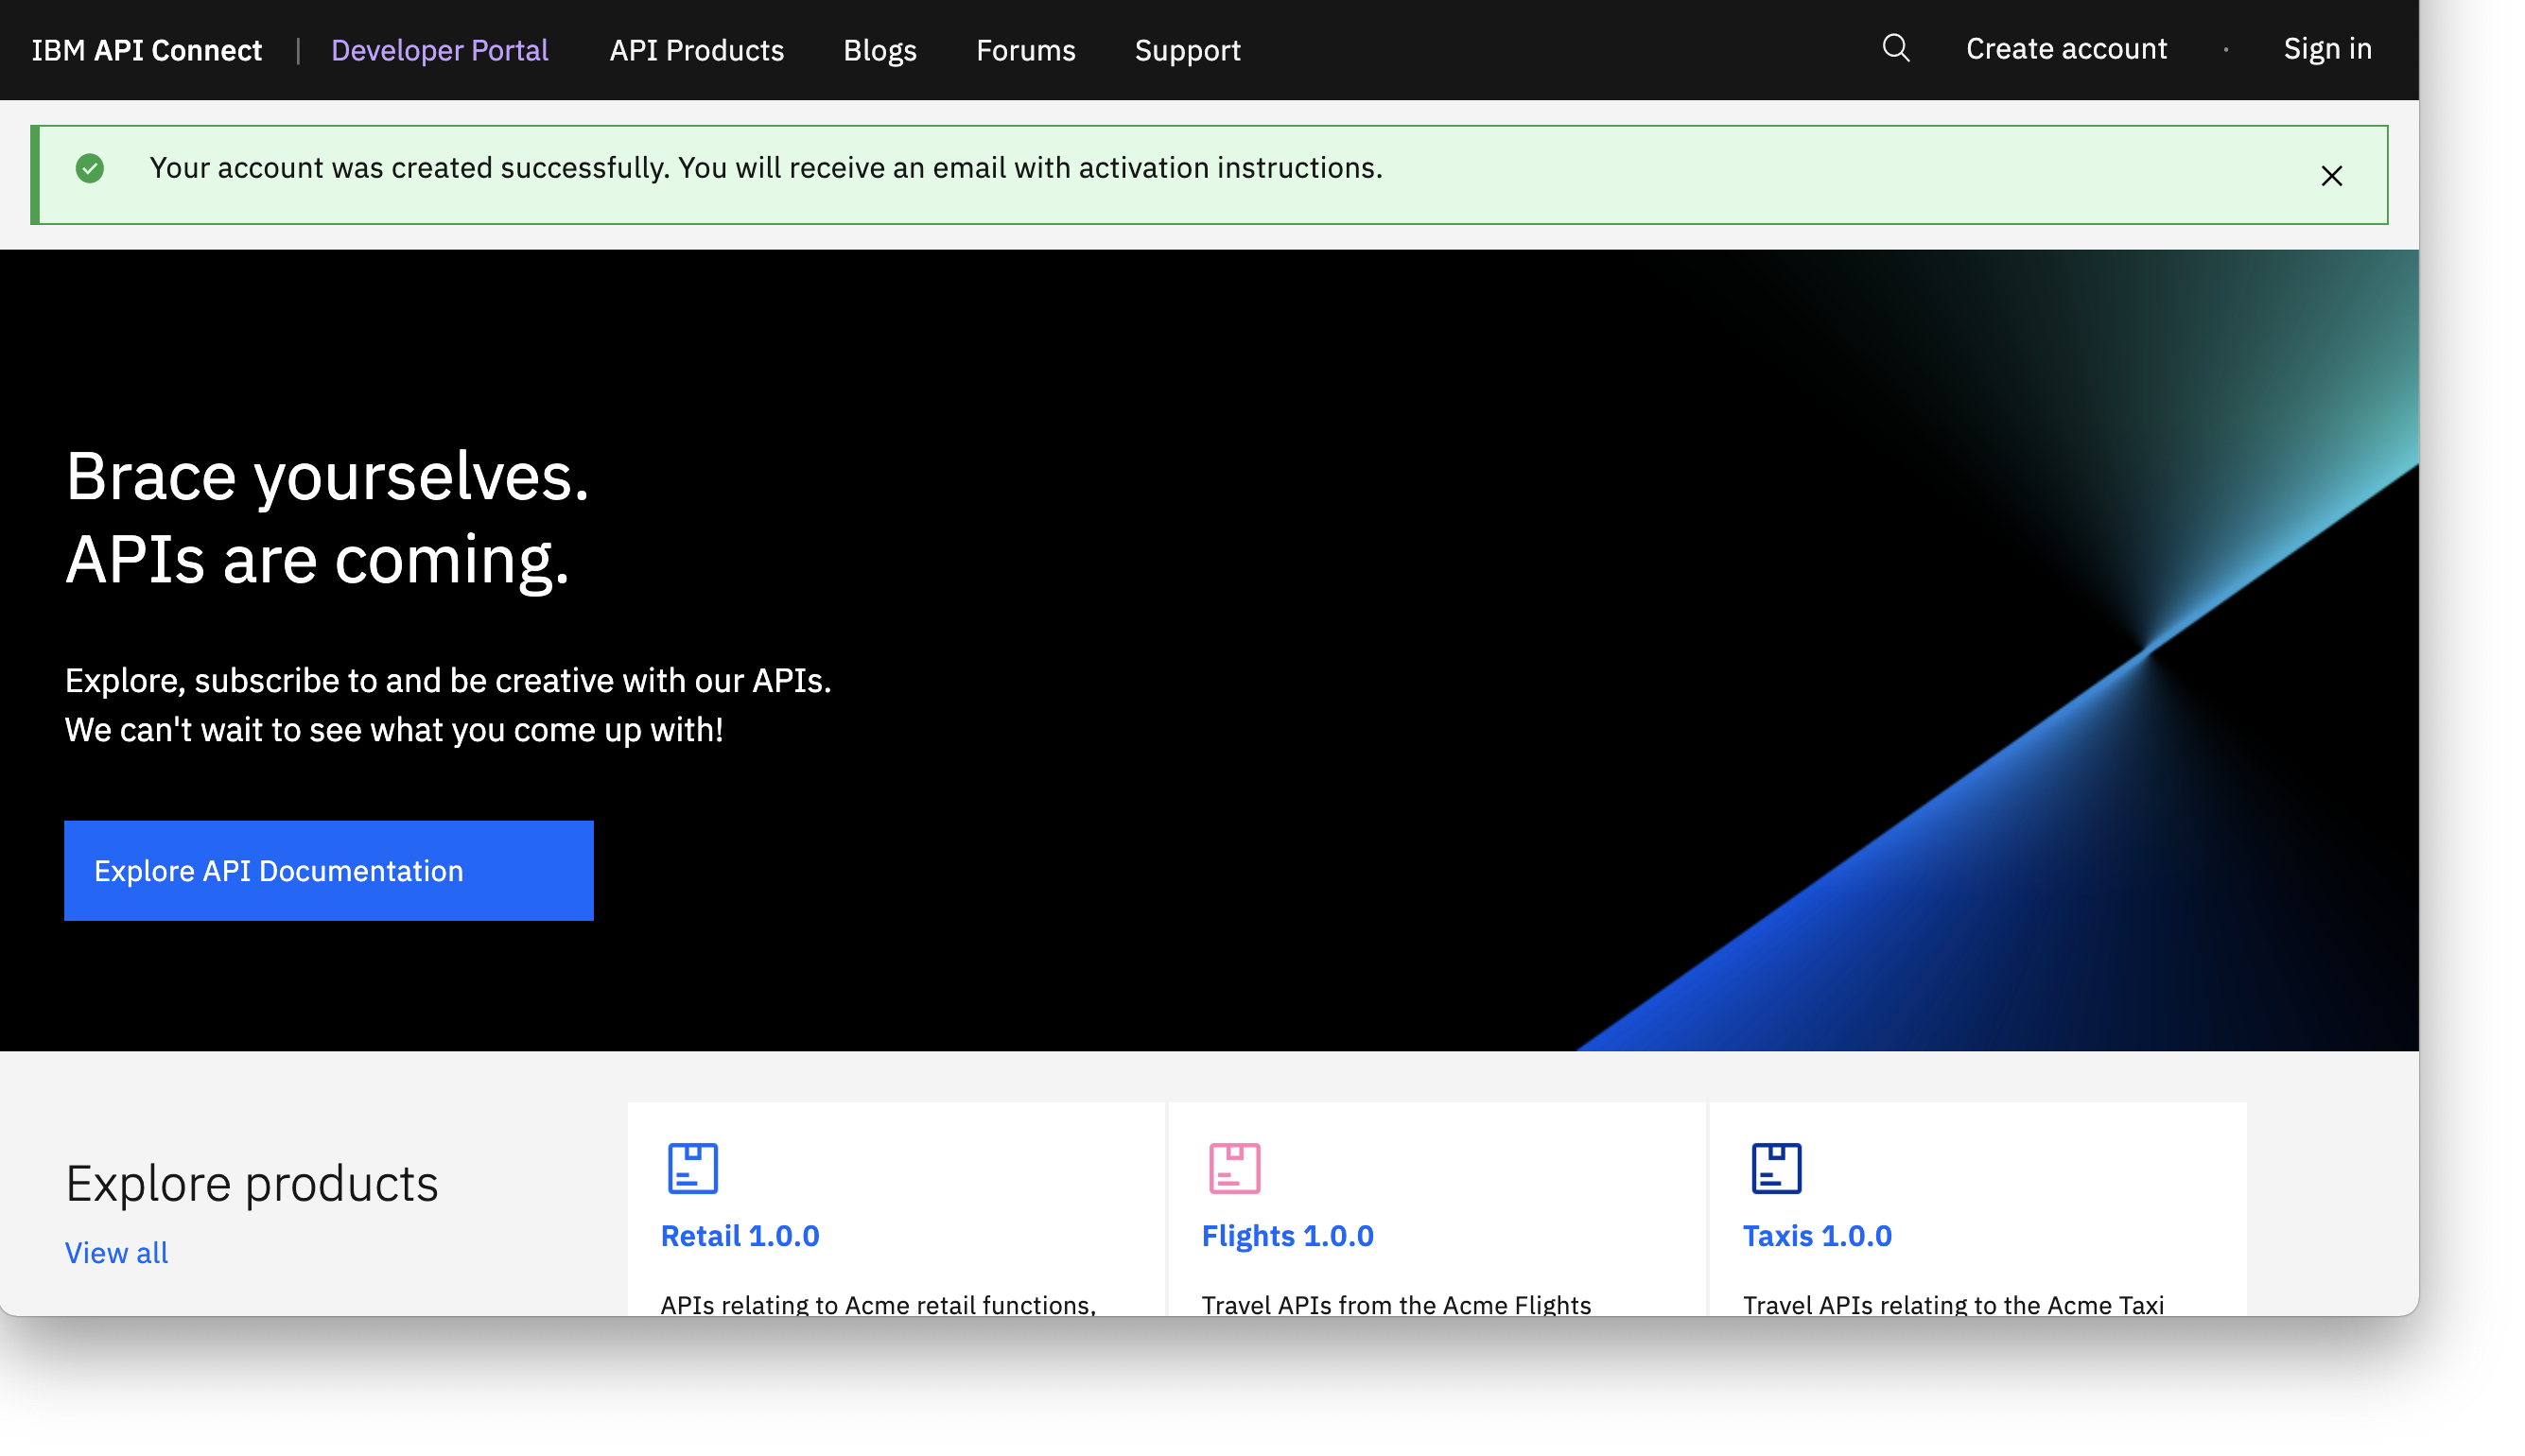 IBM API Connect | Developer Portal API Products Blogs Forums Support Create account · Sign in
Your account was created successfully. You will receive an email with activation instructions.
Brace yourselves.
APIs are coming.
Explore, subscribe to and be creative with our APIs.
We can't wait to see what you come up with!
Explore API Documentation
Explore products
View all
Retail 1.0.0
APIs relating to Acme retail functions,
Flights 1.0.0
Travel APIs from the Acme Flights
Taxis 1.0.0
Travel APIs relating to the Acme Taxi